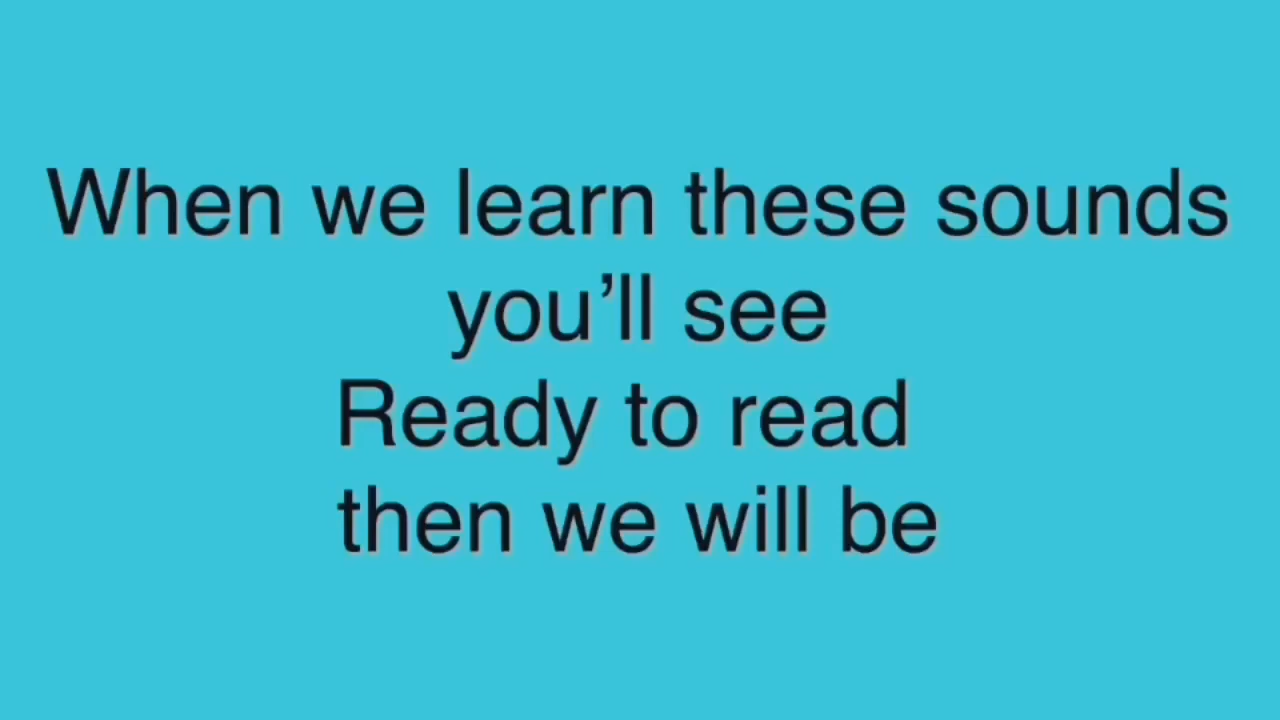 When we learn these sounds
you’ll see
Ready to read
then we will be